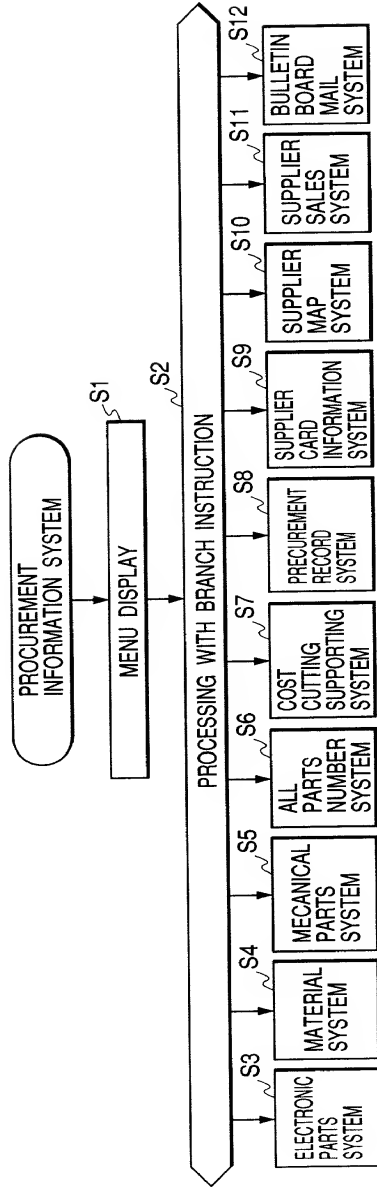 PROCUREMENT
INFORMATION SYSTEM
S1
MENU DISPLAY
S2
PROCESSING WITH BRANCH INSTRUCTION
S3
ELECTRONIC
PARTS
SYSTEM
S4
MATERIAL
SYSTEM
S5
MECANICAL
PARTS
SYSTEM
S6
ALL
PARTS
NUMBER
SYSTEM
S7
COST
CUTTING
SUPPORTING
SYSTEM
S8
PRECUREMENT
RECORD
SYSTEM
S9
SUPPLIER
CARD
INFORMATION
SYSTEM
S10
SUPPLIER
MAP
SYSTEM
S11
SUPPLIER
SALES
SYSTEM
S12
BULLETIN
BOARD
MAIL
SYSTEM